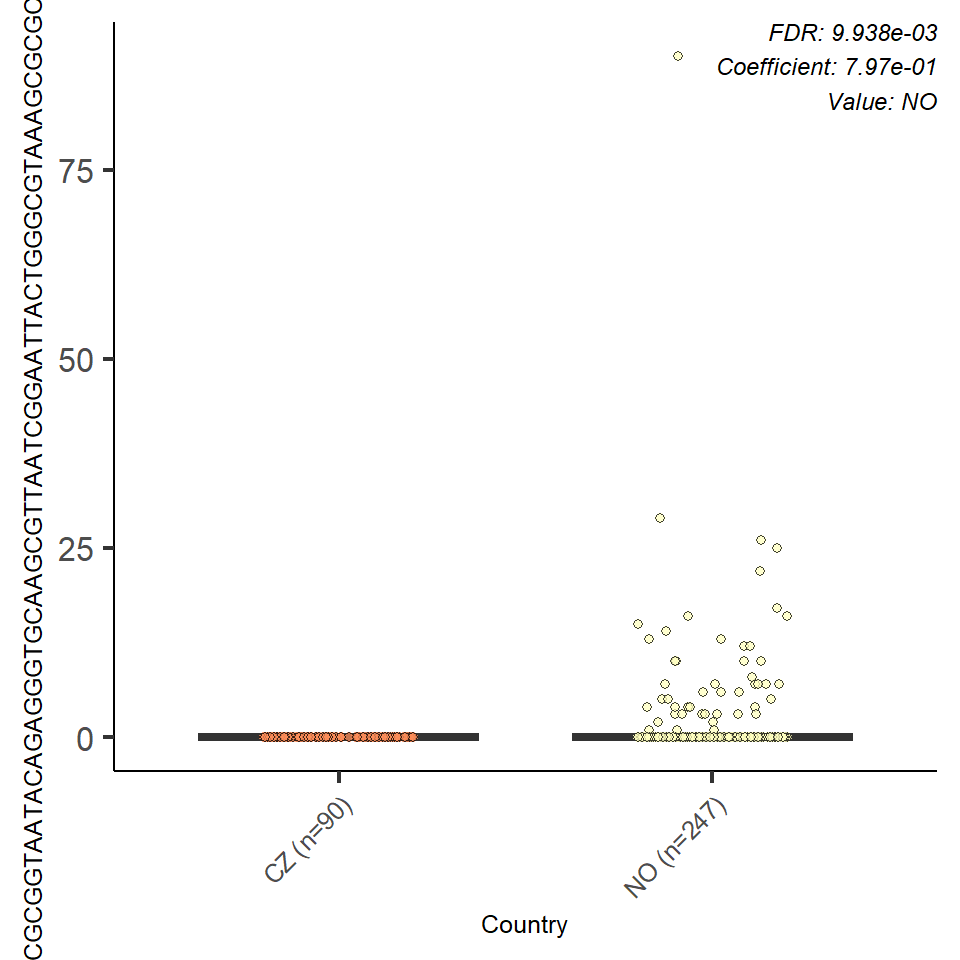 FDR: 9.938e-03
Coefficient: 7.97e-01
Value: NO
CGCGGTAATACAGAGGGTGCAAGCGTTAATCGGAATTACTGGGCGTAAAGCGCGC
75
50
25
0
CZ (n=90)
NO (n=247)
Country